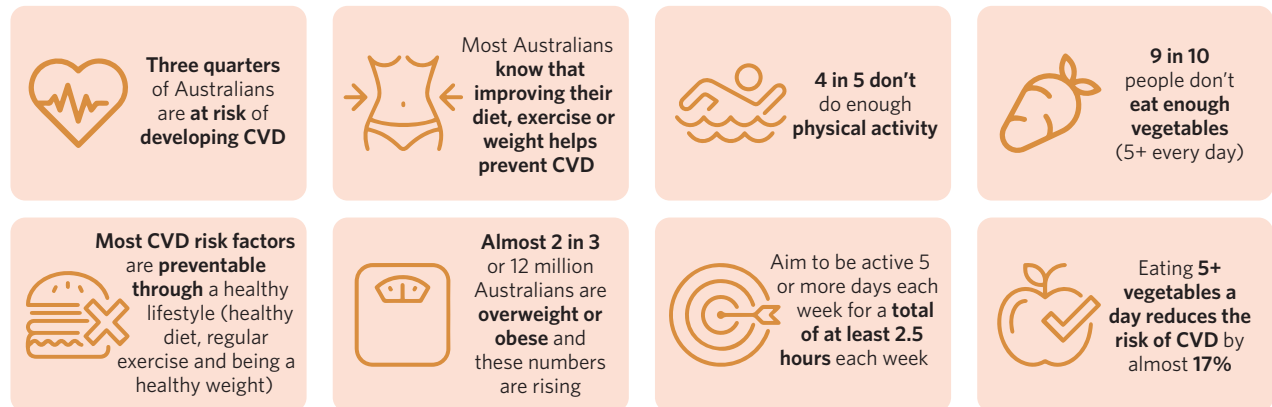 Three quarters
of Australians
are at risk of
developing CVD
Most Australians
know that
improving their
diet, exercise or
weight helps
prevent CVD
4 in 5 don’t
do enough
physical activity
9 in 10
people don’t
eat enough
vegetables
(5+ every day)
Most CVD risk factors
are preventable
through a healthy
lifestyle (healthy
diet, regular
exercise and being a
healthy weight)
Almost 2 in 3
or 12 million
Australians are
overweight or
obese and
these numbers
are rising
Aim to be active 5
or more days each
week for a total
of at least 2.5
hours each week
Eating 5+
vegetables a
day reduces the
risk of CVD by
almost 17%